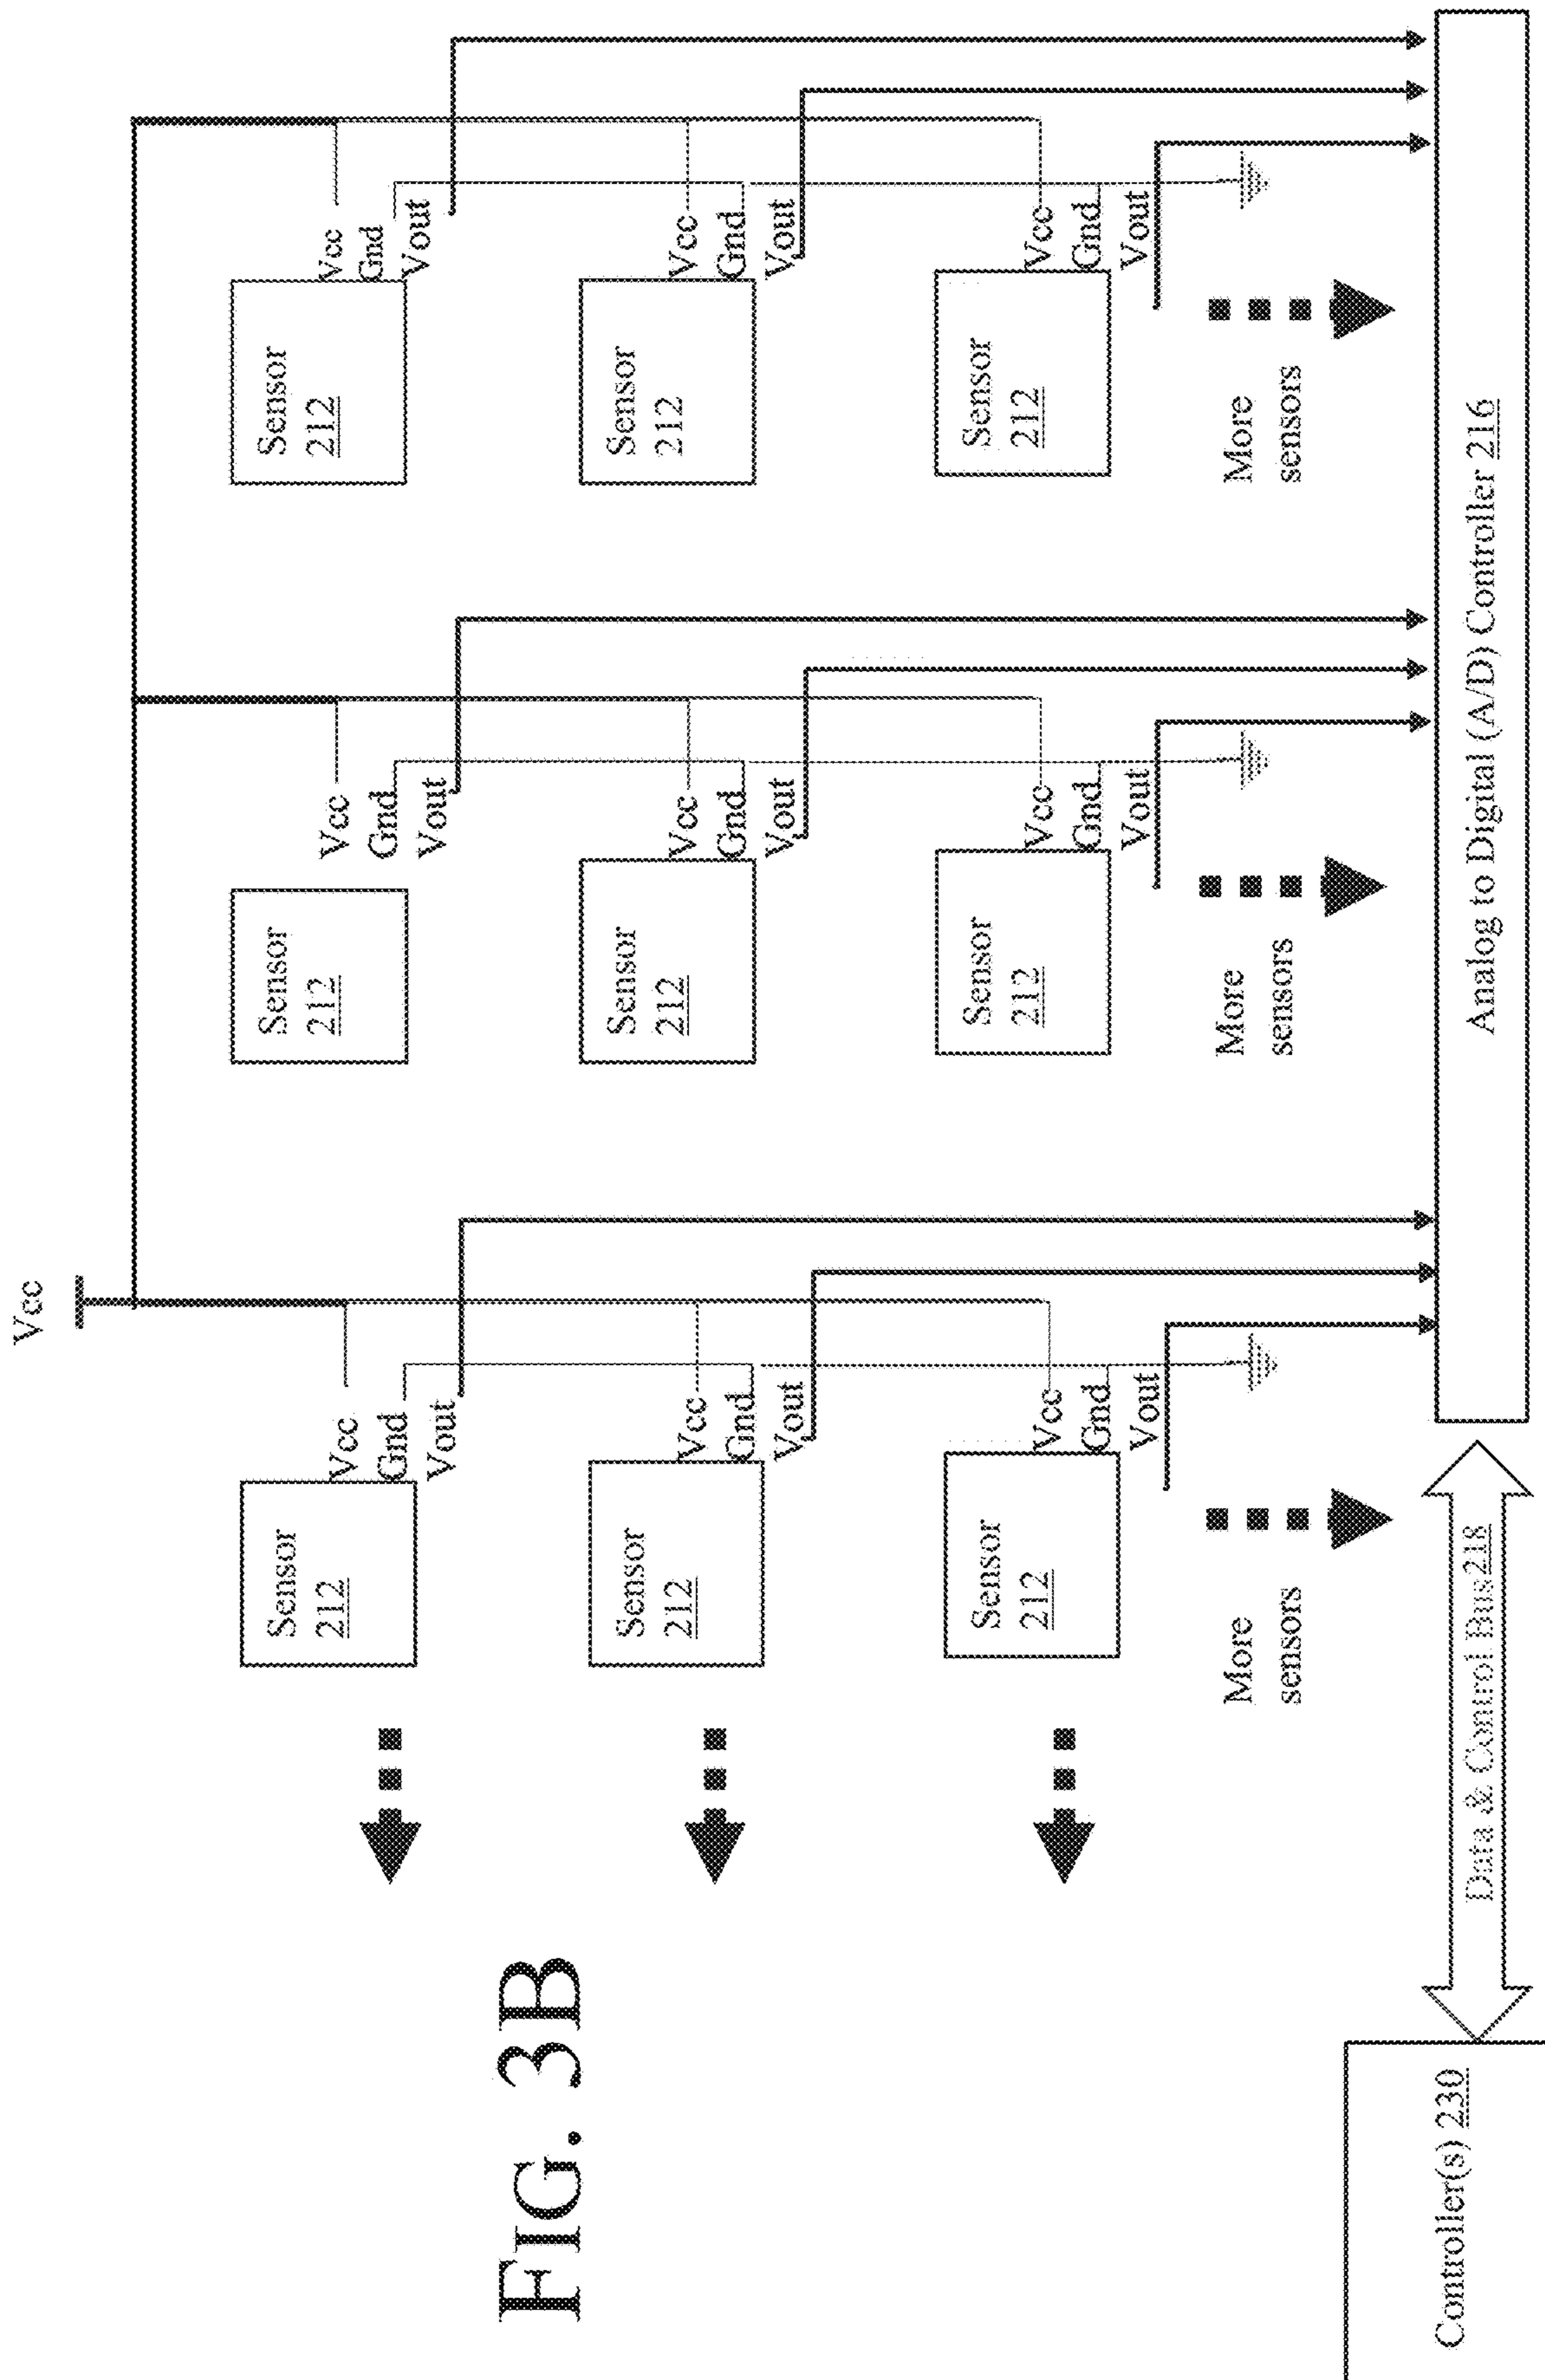 Vcc
Sensor
212
Vcc
Gnd
Vout
Sensor
212
Vcc
Gnd
Vout
Sensor
212
Vcc
Gnd
Vout
FIG. 3B
Sensor
212
Vcc
Gnd
Vout
Sensor
212
Vcc
Gnd
Vout
Sensor
212
Vcc
Gnd
Vout
Sensor
212
Vcc
Gnd
Vout
Sensor
212
Vcc
Gnd
Vout
Sensor
212
Vcc
Gnd
Vout
More
sensors
More
sensors
More
sensors
Controller(s) 230
Data & Control Bus218
Analog to Digital (A/D) Controller 216